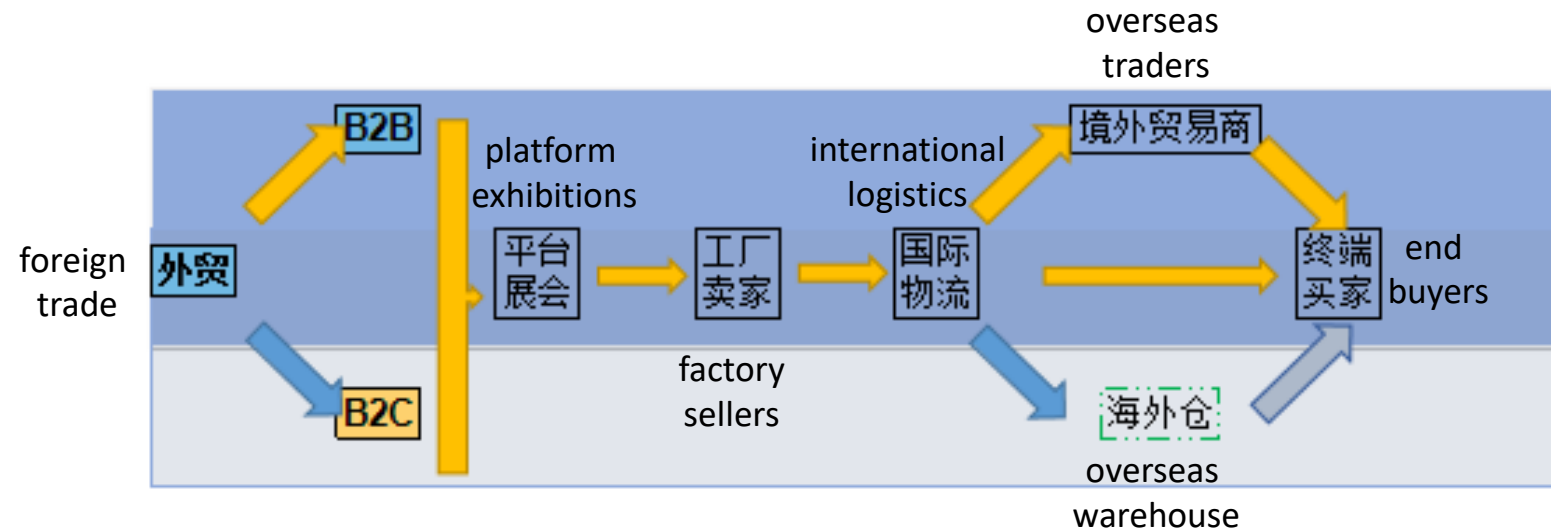 overseas
traders
B2B
境外贸易商
platform
exhibitions
international
logistics
foreign
trade
外贸
平台
展会
工厂
卖家
国际
物流
终端
买家
end
buyers
B2C
factory
sellers
海外仓
overseas
warehouse